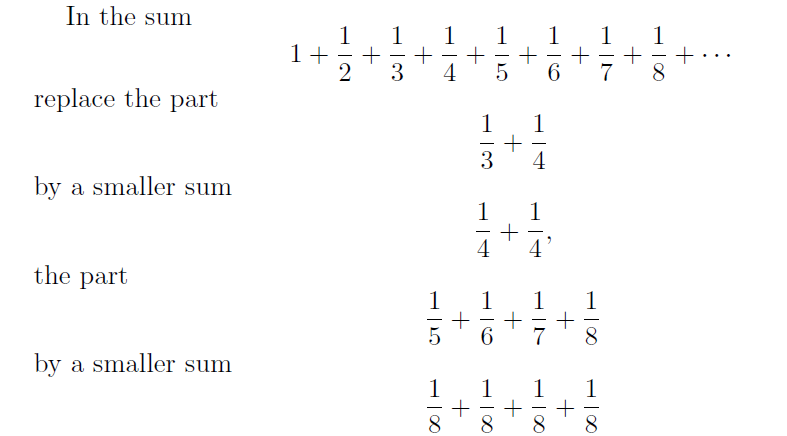 In the sum
1 + 1/2 + 1/3 + 1/4 + 1/5 + 1/6 + 1/7 + 1/8 + ⋯
replace the part
1/3 + 1/4
by a smaller sum
1/4 + 1/4,
the part
1/5 + 1/6 + 1/7 + 1/8
by a smaller sum
1/8 + 1/8 + 1/8 + 1/8